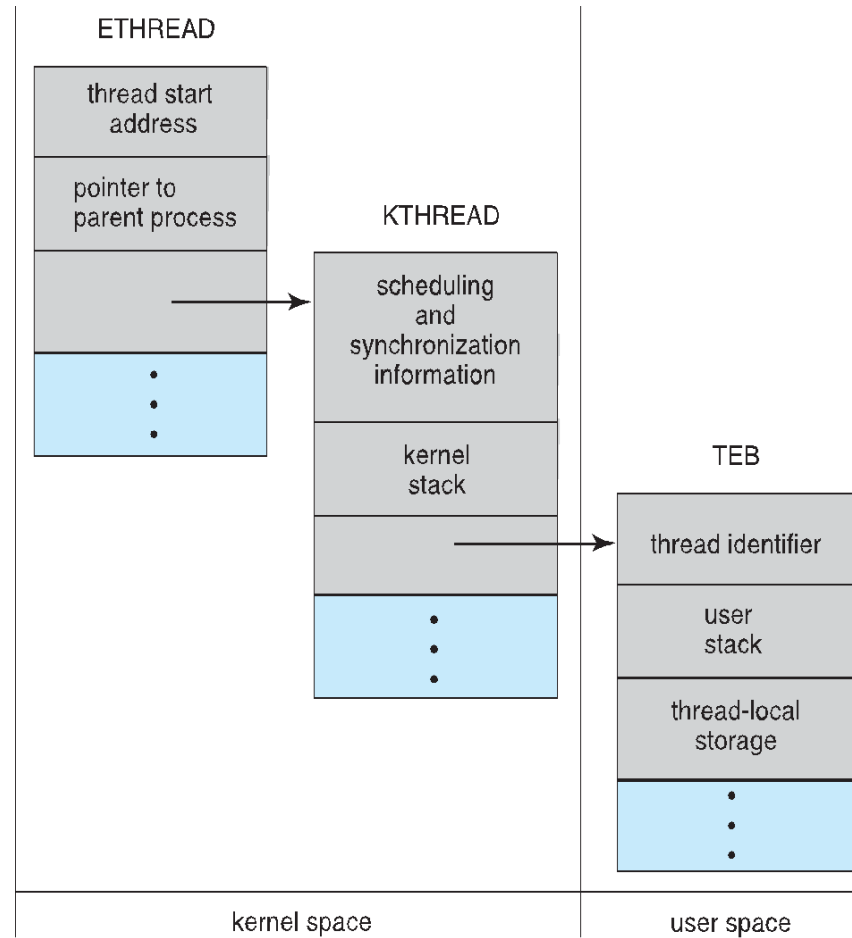 ETHREAD
thread start
address
pointer to
parent process
KTHREAD
scheduling
and
synchronization
information
kernel
stack
TEB
thread identifier
user
stack
thread-local
storage
kernel space
user space